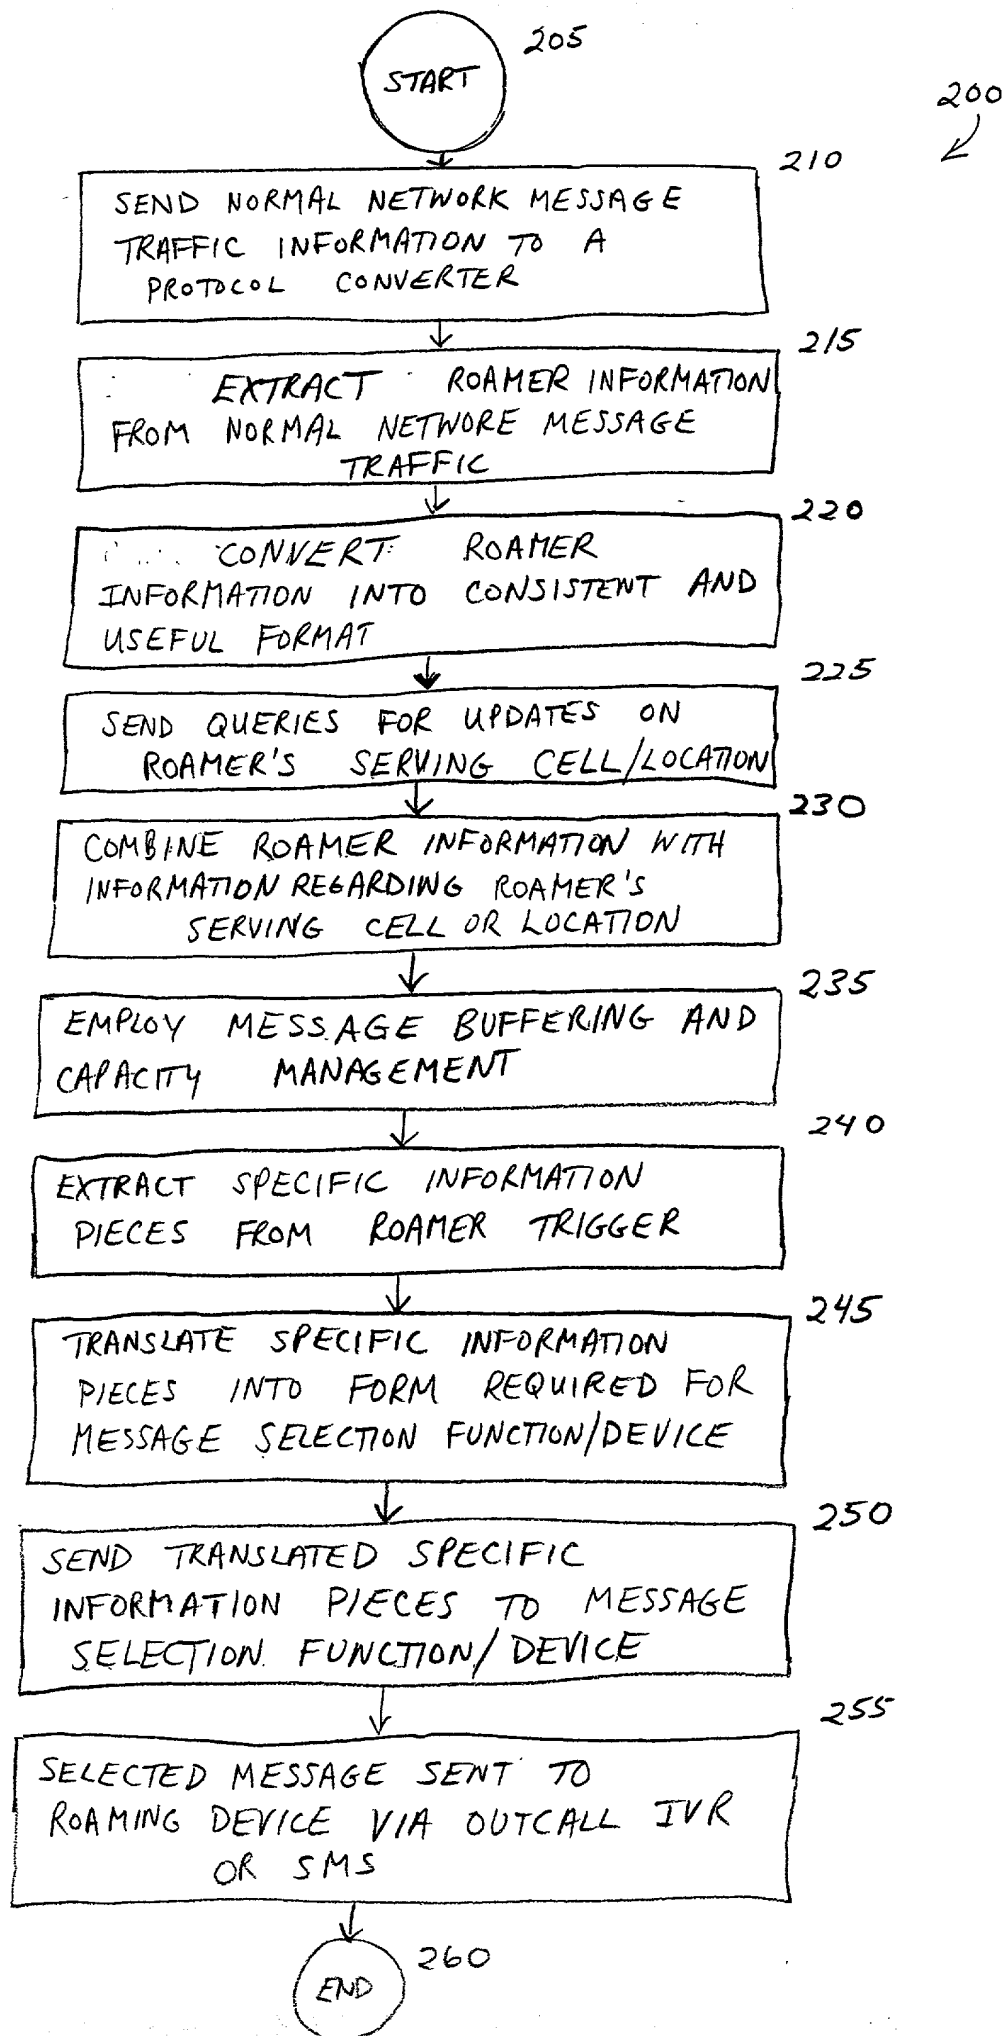 205
START
200
210
SEND NORMAL NETWORK MESSAGE
TRAFFIC INFORMATION TO A
PROTOCOL CONVERTER
215
EXTRACT ROAMER INFORMATION
FROM NORMAL NETWORE MESSAGE
TRAFFIC
220
CONVERT ROAMER
INFORMATION INTO CONSISTENT AND
USEFUL FORMAT
225
SEND QUERIES FOR UPDATES ON
ROAMER'S SERVING CELL/LOCATION
230
COMBINE ROAMER INFORMATION WITH
INFORMATION REGARDING ROAMER'S
SERVING CELL OR LOCATION
235
EMPLOY MESSAGE BUFFERING AND
CAPACITY MANAGEMENT
240
EXTRACT SPECIFIC INFORMATION
PIECES FROM ROAMER TRIGGER
245
TRANSLATE SPECIFIC INFORMATION
PIECES INTO FORM REQUIRED FOR
MESSAGE SELECTION FUNCTION/DEVICE
250
SEND TRANSLATED SPECIFIC
INFORMATION PIECES TO MESSAGE
SELECTION FUNCTION/DEVICE
255
SELECTED MESSAGE SENT TO
ROAMING DEVICE VIA OUTCALL IVR
OR SMS
260
END